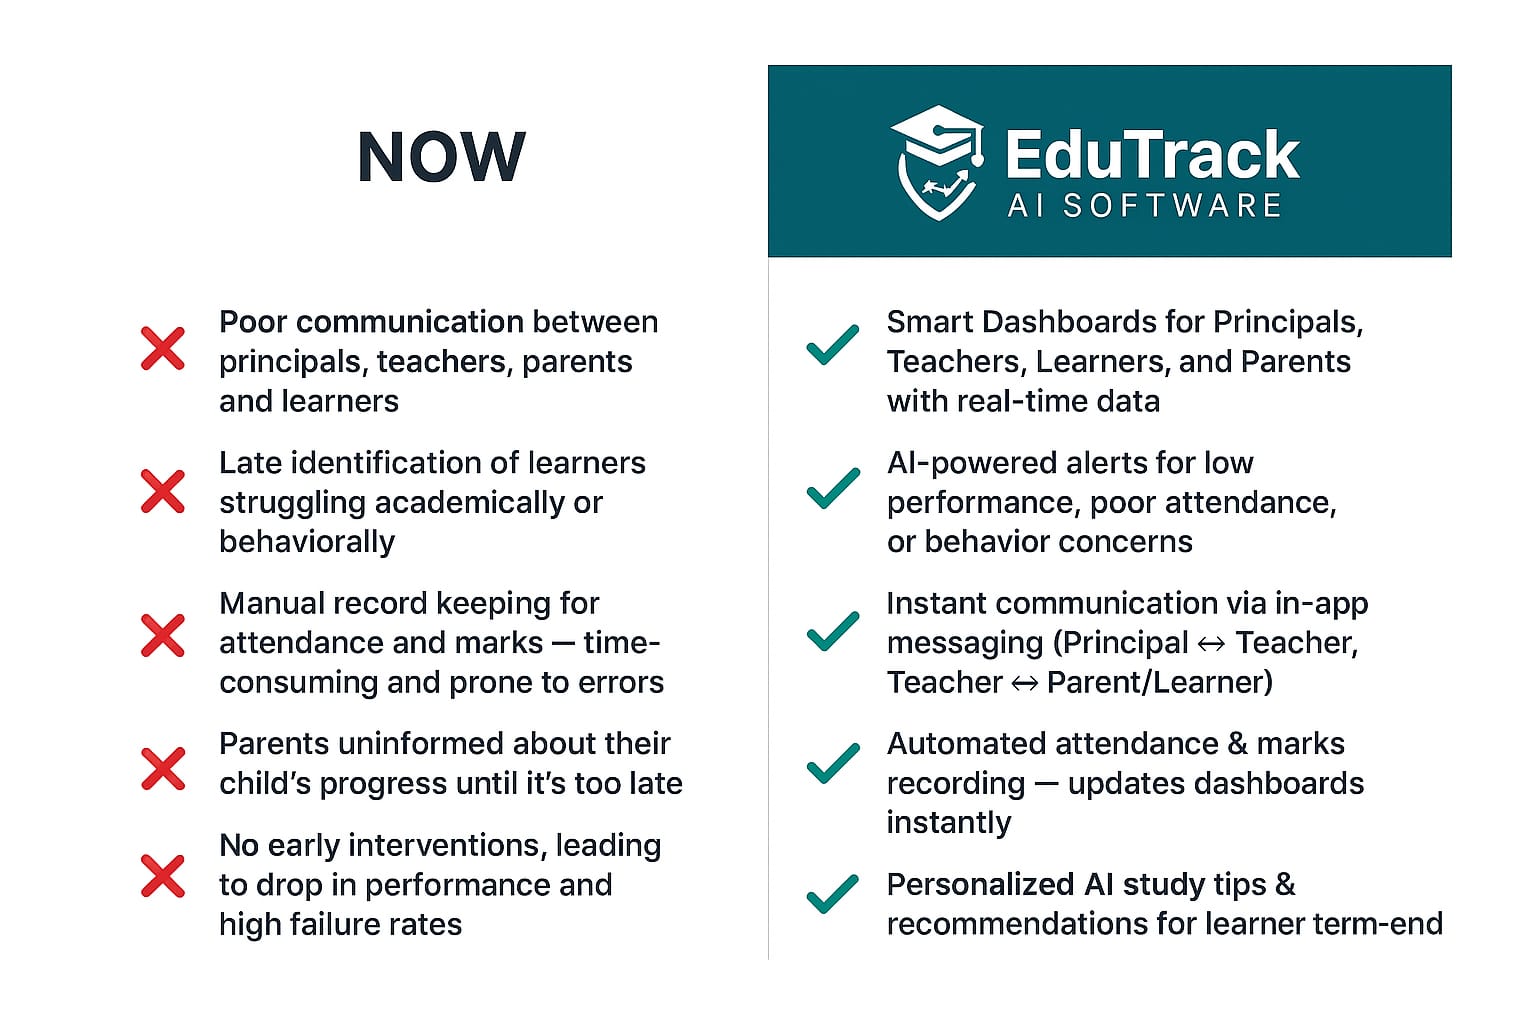 NOW
EduTrack
AI SOFTWARE
Poor communication between
principals, teachers, parents
and learners
Late identification of learners
struggling academically or
behaviorally
Manual record keeping for
attendance and marks — time-
consuming and prone to errors
Parents uninformed about their
child’s progress until it’s too late
No early interventions, leading
to drop in performance and
high failure rates
Smart Dashboards for Principals,
Teachers, Learners, and Parents
with real-time data
AI-powered alerts for low
performance, poor attendance,
or behavior concerns
Instant communication via in-app
messaging (Principal ↔ Teacher,
Teacher ↔ Parent/Learner)
Automated attendance & marks
recording — updates dashboards
instantly
Personalized AI study tips &
recommendations for learner term-end